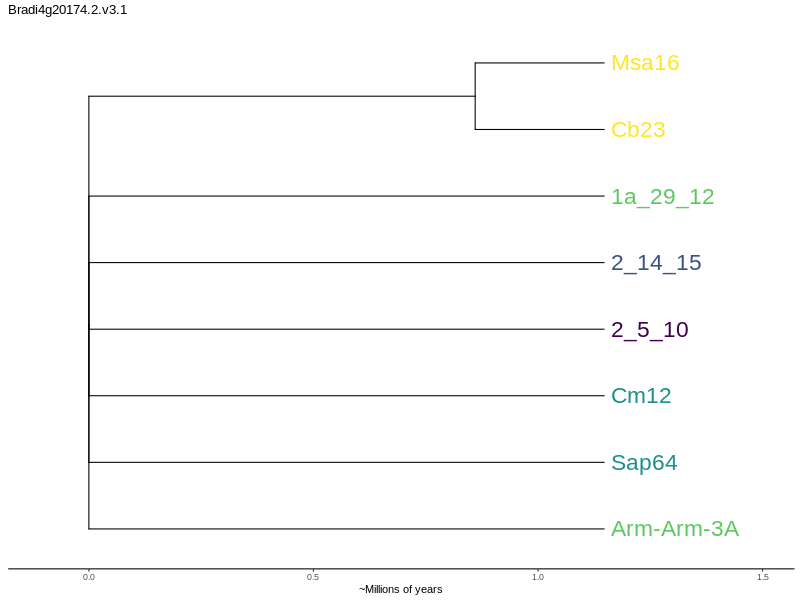 Bradi4g20174.2.v3.1
Msa16
Cb23
1a_29_12
2_14_15
2_5_10
Cm12
Sap64
Arm-Arm-3A
0.0 0.5 1.0 1.5
~Millions of years